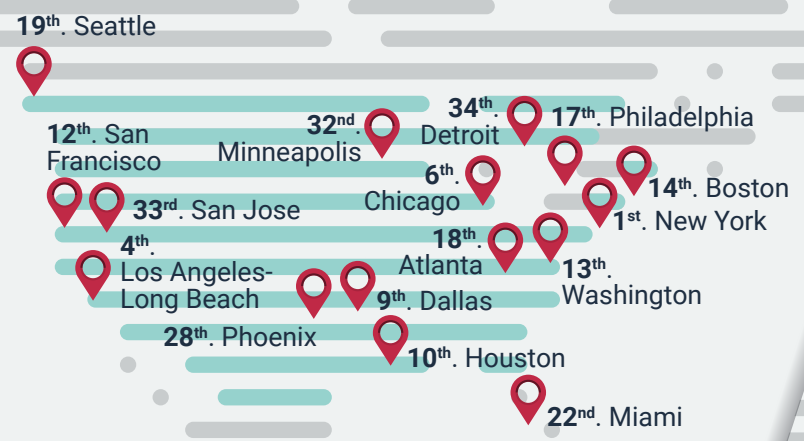 19th. Seattle
34th.
Detroit
17th. Philadelphia
32nd.
Minneapolis
12th. San
Francisco
6th.
Chicago
14th. Boston
33rd. San Jose
1st. New York
18th.
Atlanta
4th.
Los Angeles-
Long Beach
13th.
Washington
9th. Dallas
28th. Phoenix
10th. Houston
22nd. Miami